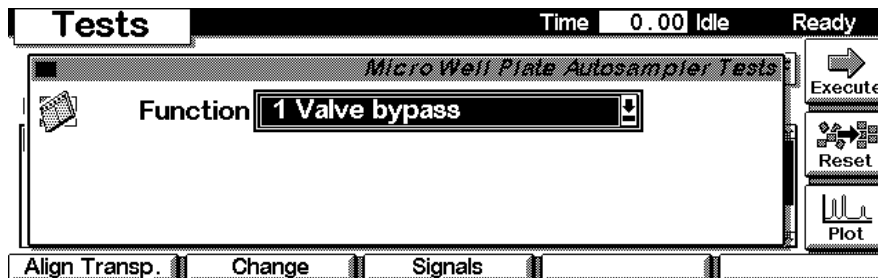 Tests
Time 0.00 Idle Ready
Micro Well Plate Autosampler Tests
Function 1 Valve bypass
Execute
Reset
Plot
Align Transp. Change Signals